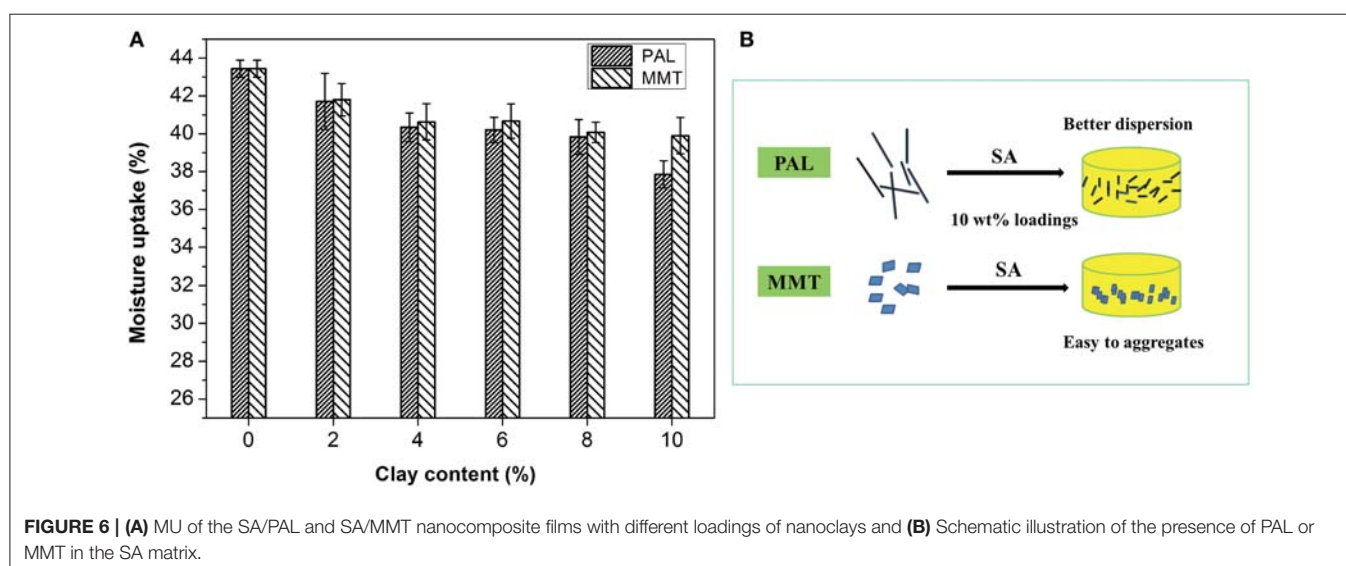 A
Moisture uptake (%)
44
42
40
38
36
34
32
30
28
26
PAL
MMT
0 2 4 6 8 10
Clay content (%)
B
Better dispersion
PAL
SA
10 wt% loadings
MMT
SA
Easy to aggregates
FIGURE 6 | (A) MU of the SA/PAL and SA/MMT nanocomposite films with different loadings of nanoclays and (B) Schematic illustration of the presence of PAL or
MMT in the SA matrix.